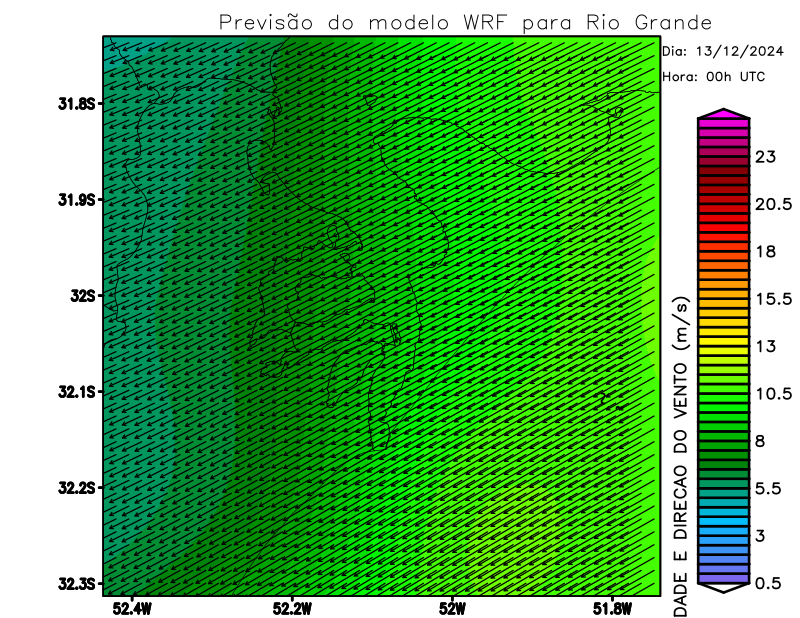 Previsão do modelo WRF para Rio Grande
Dia: 13/12/2024
Hora: 00h UTC
31.8S
31.9S
32S
32.1S
32.2S
32.3S
52.4W
52.2W
52W
51.8W
23
20.5
18
15.5
13
10.5
8
5.5
3
0.5
DADE E DIRECAO DO VENTO (m/s)